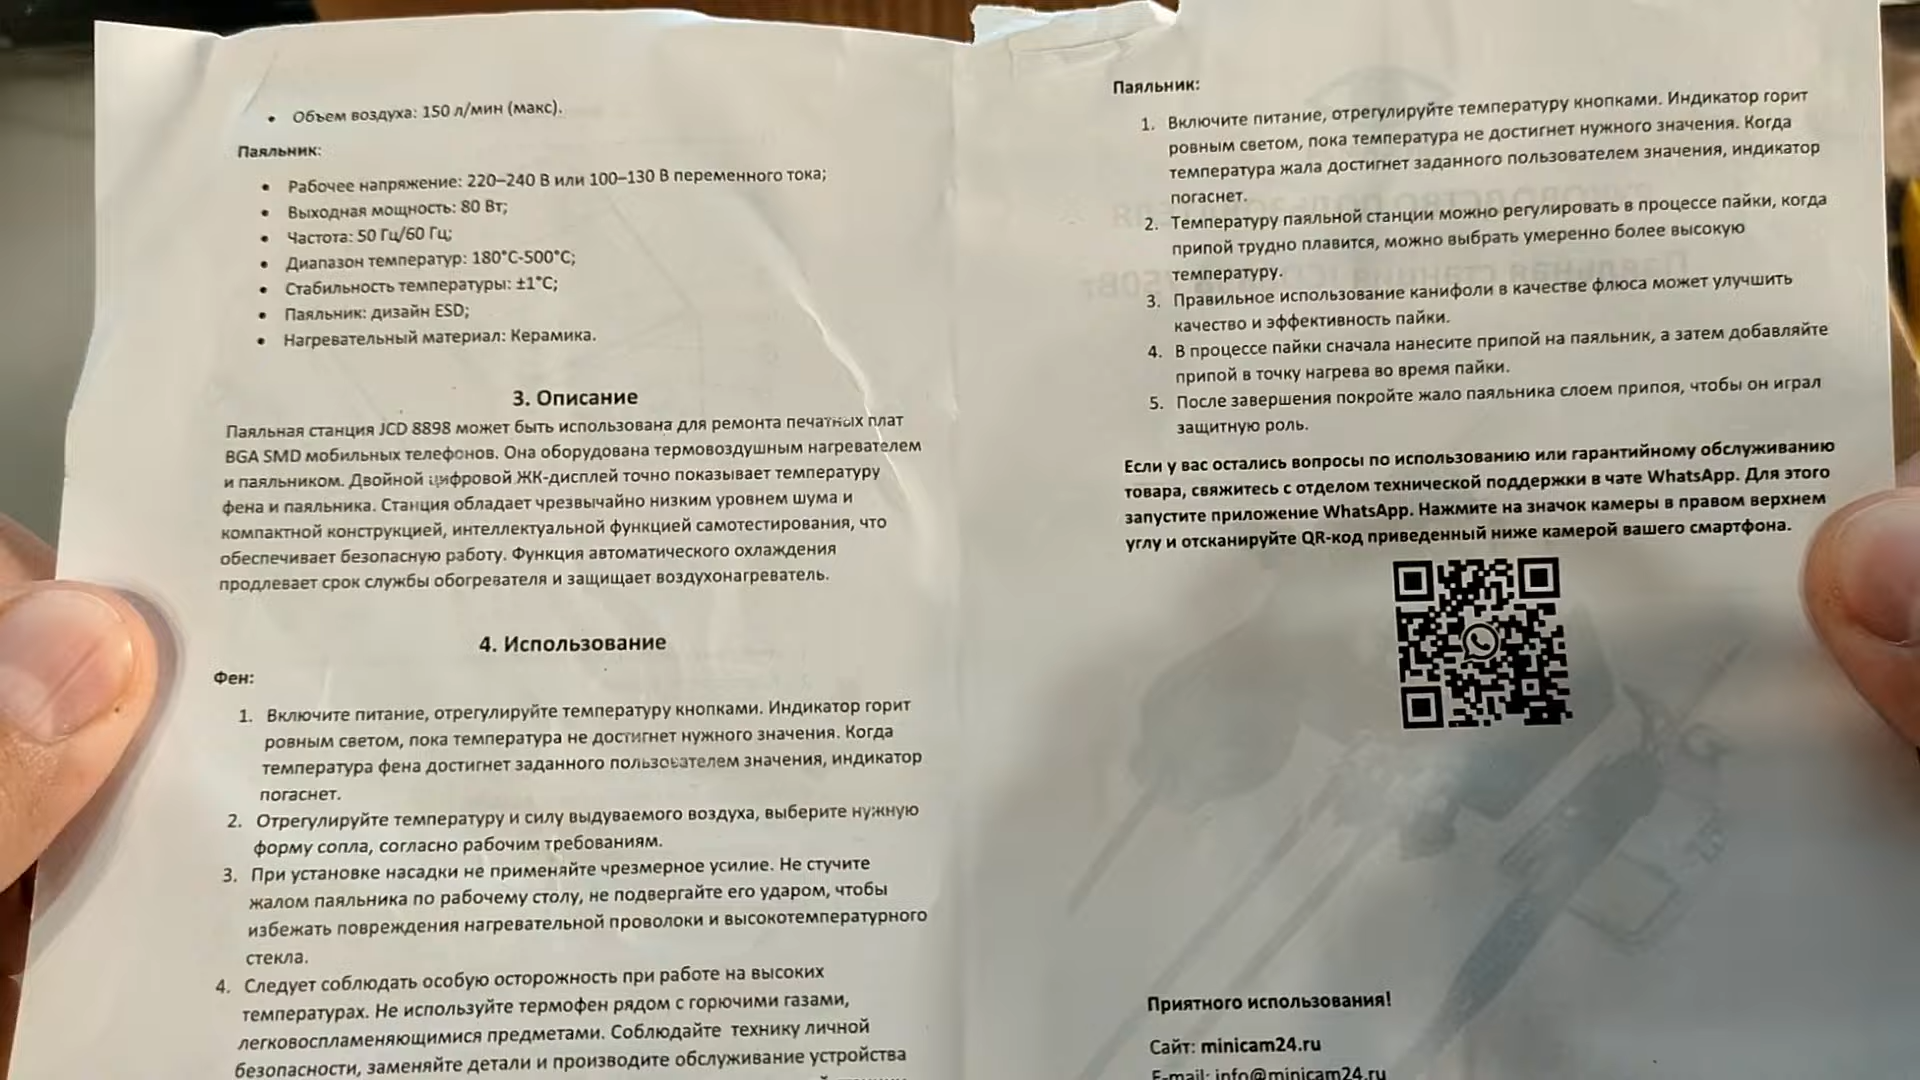 • Объем воздуха: 150 л/мин (макс).
Паяльник:
• Рабочее напряжение: 220–240 В или 100–130 В переменного тока;
• Выходная мощность: 80 Вт;
• Частота: 50 Гц/60 Гц;
• Диапазон температур: 180°C-500°C;
• Стабильность температуры: ±1°C;
• Паяльник: дизайн ESD;
• Нагревательный материал: Керамика.
3. Описание
Паяльная станция JCD 8898 может быть использована для ремонта печатных плат
BGA SMD мобильных телефонов. Она оборудована термовоздушным нагревателем
и паяльником. Двойной цифровой ЖК-дисплей точно показывает температуру
фена и паяльника. Станция обладает чрезвычайно низким уровнем шума и
компактной конструкцией, интеллектуальной функцией самотестирования, что
обеспечивает безопасную работу. Функция автоматического охлаждения
продлевает срок службы обогревателя и защищает воздухонагреватель.
4. Использование
Фен:
1. Включите питание, отрегулируйте температуру кнопками. Индикатор горит
ровным светом, пока температура не достигнет нужного значения. Когда
температура фена достигнет заданного пользователем значения, индикатор
погаснет.
2. Отрегулируйте температуру и силу выдуваемого воздуха, выберите нужную
форму сопла, согласно рабочим требованиям.
3. При установке насадки не применяйте чрезмерное усилие. Не стучите
жалом паяльника по рабочему столу, не подвергайте его ударом, чтобы
избежать повреждения нагревательной проволоки и высокотемпературного
стекла.
4. Следует соблюдать особую осторожность при работе на высоких
температурах. Не используйте термофен рядом с горючими газами,
легковоспламеняющимися предметами. Соблюдайте технику личной
безопасности, заменяйте детали и производите обслуживание устройства
Паяльник:
1. Включите питание, отрегулируйте температуру кнопками. Индикатор горит
ровным светом, пока температура не достигнет нужного значения. Когда
температура жала достигнет заданного пользователем значения, индикатор
погаснет.
2. Температуру паяльной станции можно регулировать в процессе пайки, когда
припой трудно плавится, можно выбрать умеренно более высокую
температуру.
3. Правильное использование канифоли в качестве флюса может улучшить
качество и эффективность пайки.
4. В процессе пайки сначала нанесите припой на паяльник, а затем добавляйте
припой в точку нагрева во время пайки.
5. После завершения покройте жало паяльника слоем припоя, чтобы он играл
защитную роль.
Если у вас остались вопросы по использованию или гарантийному обслуживанию
товара, свяжитесь с отделом технической поддержки в чате WhatsApp. Для этого
запустите приложение WhatsApp. Нажмите на значок камеры в правом верхнем
углу и отсканируйте QR-код приведенный ниже камерой вашего смартфона.
Приятного использования!
Сайт: minicam24.ru
E-mail: info@minicam24.ru